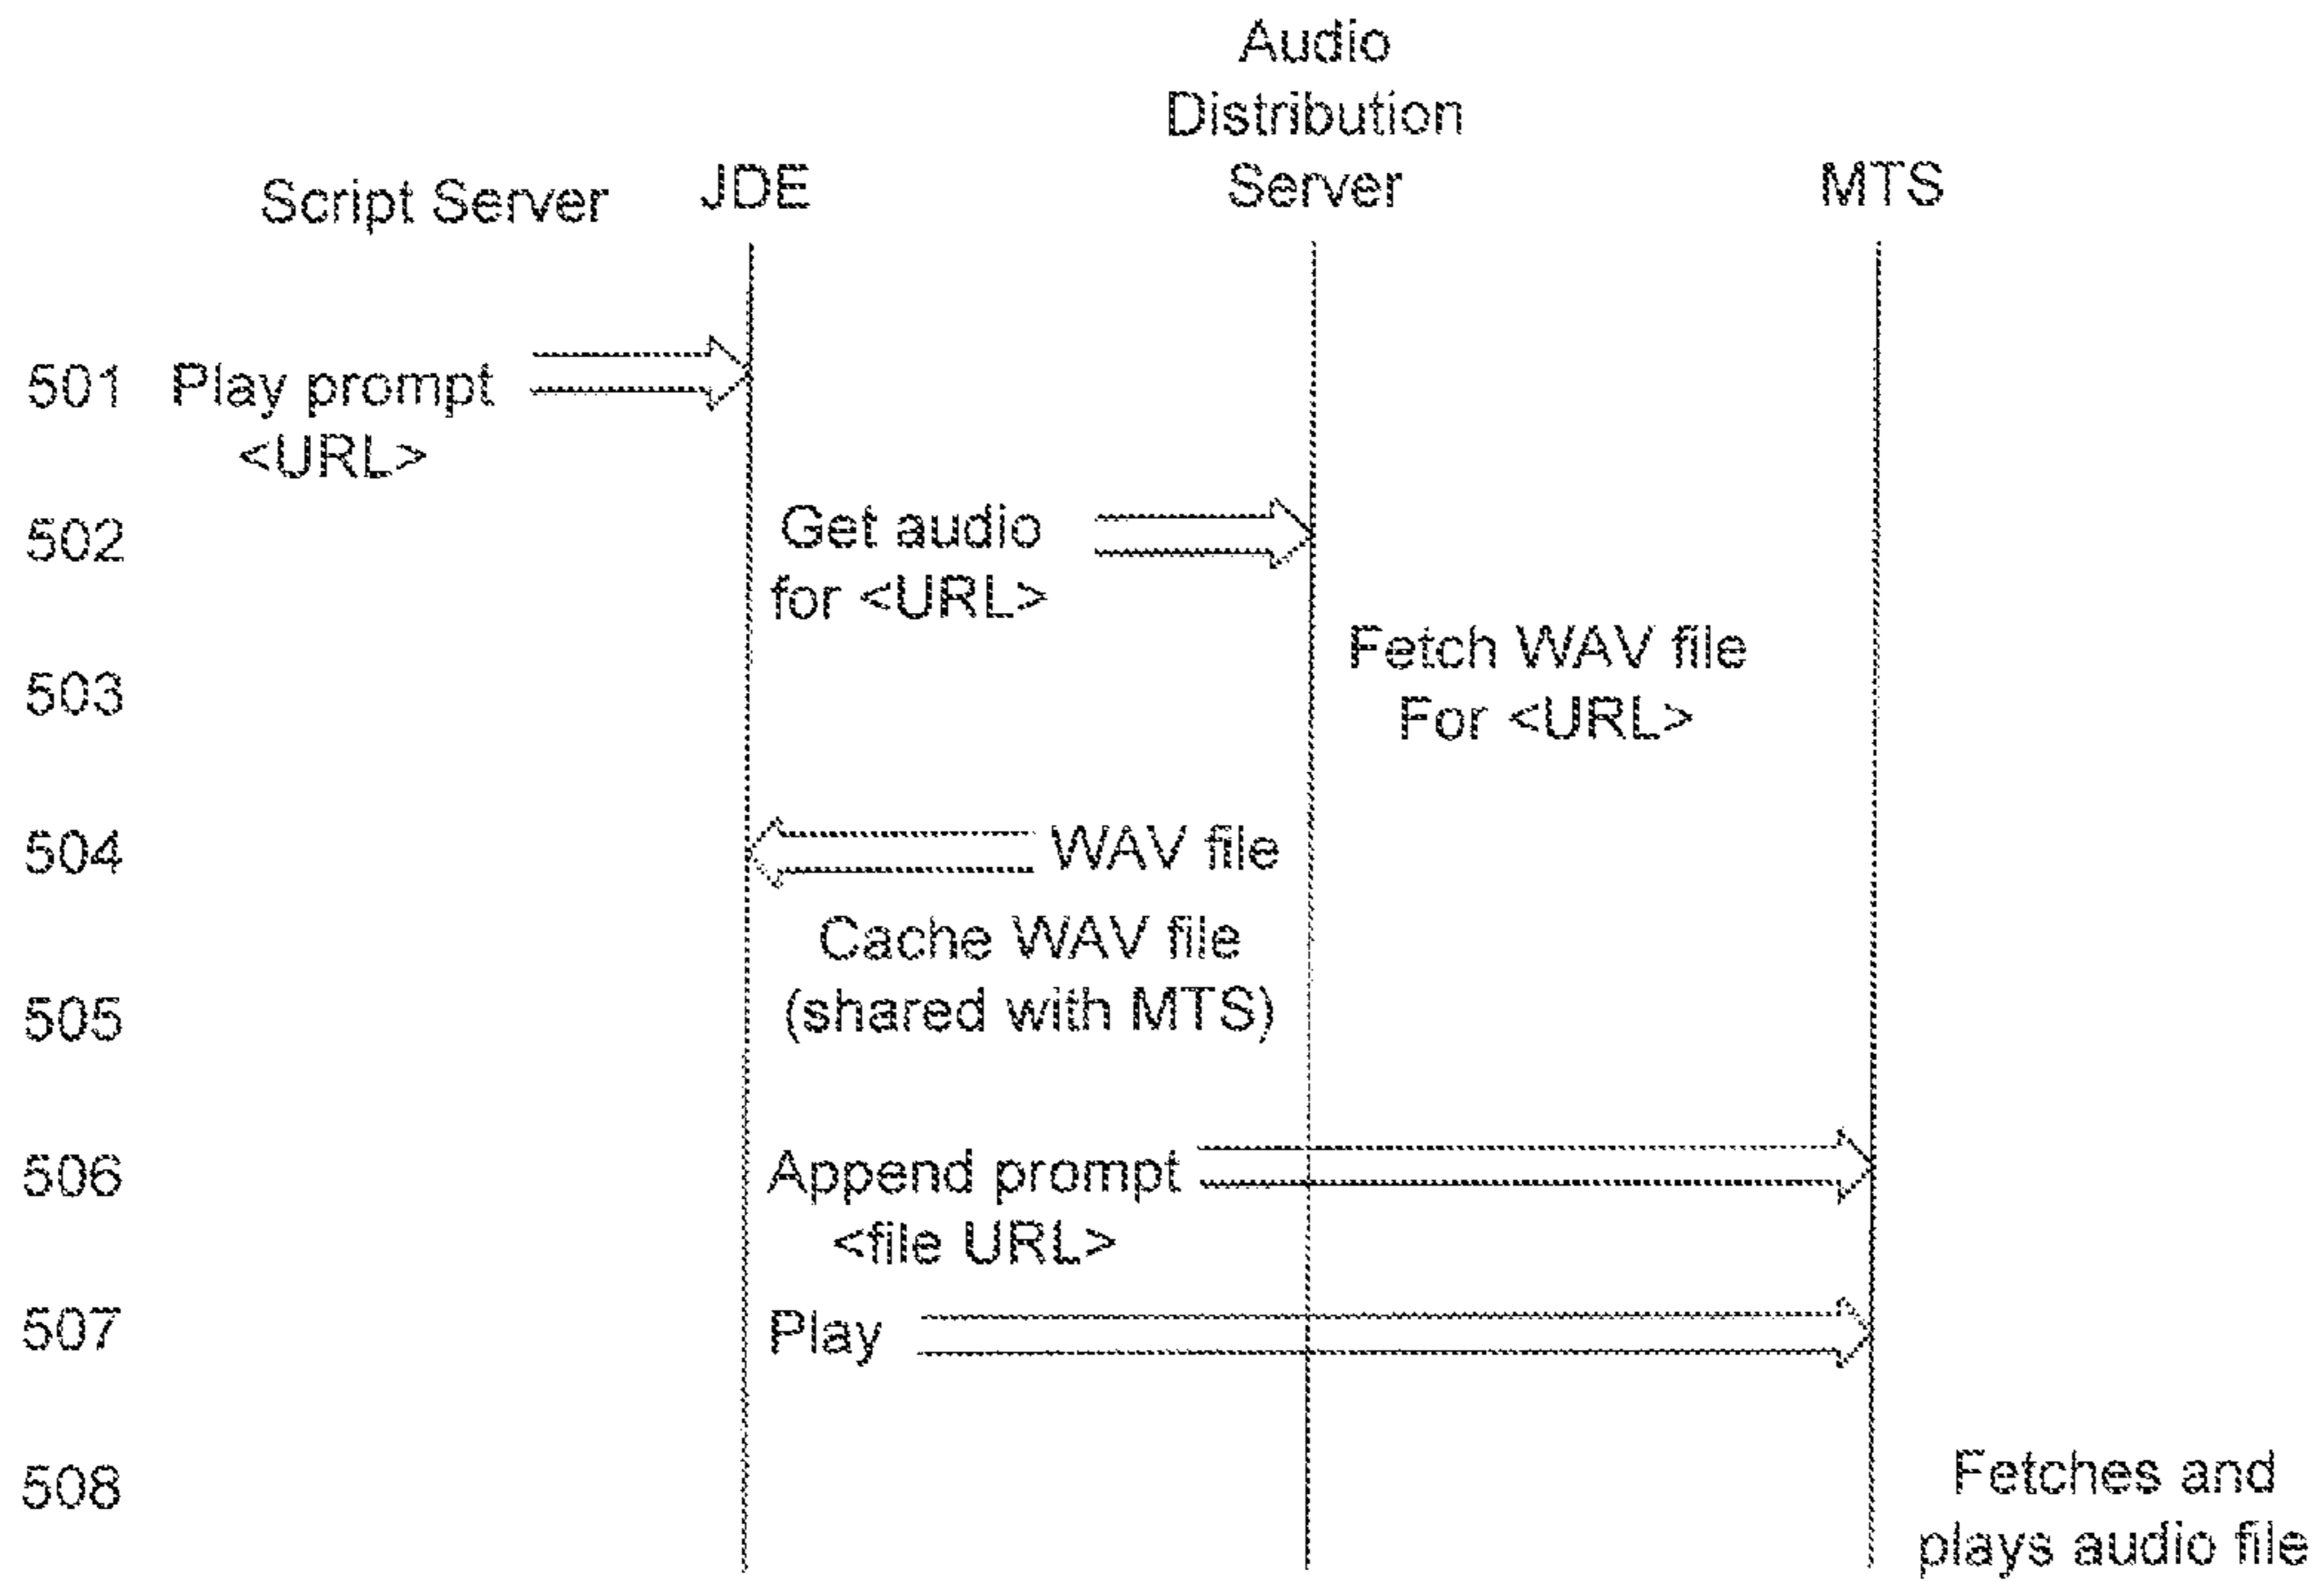 Audio
Distribution
Server
Script Server
JDE
MTS
501
Play prompt
<URL>
502
Get audio
for <URL>
503
Fetch WAV file
For <URL>
504
WAV file
505
Cache WAV file
(shared with MTS)
506
Append prompt
<file URL>
507
Play
508
Fetches and
plays audio file